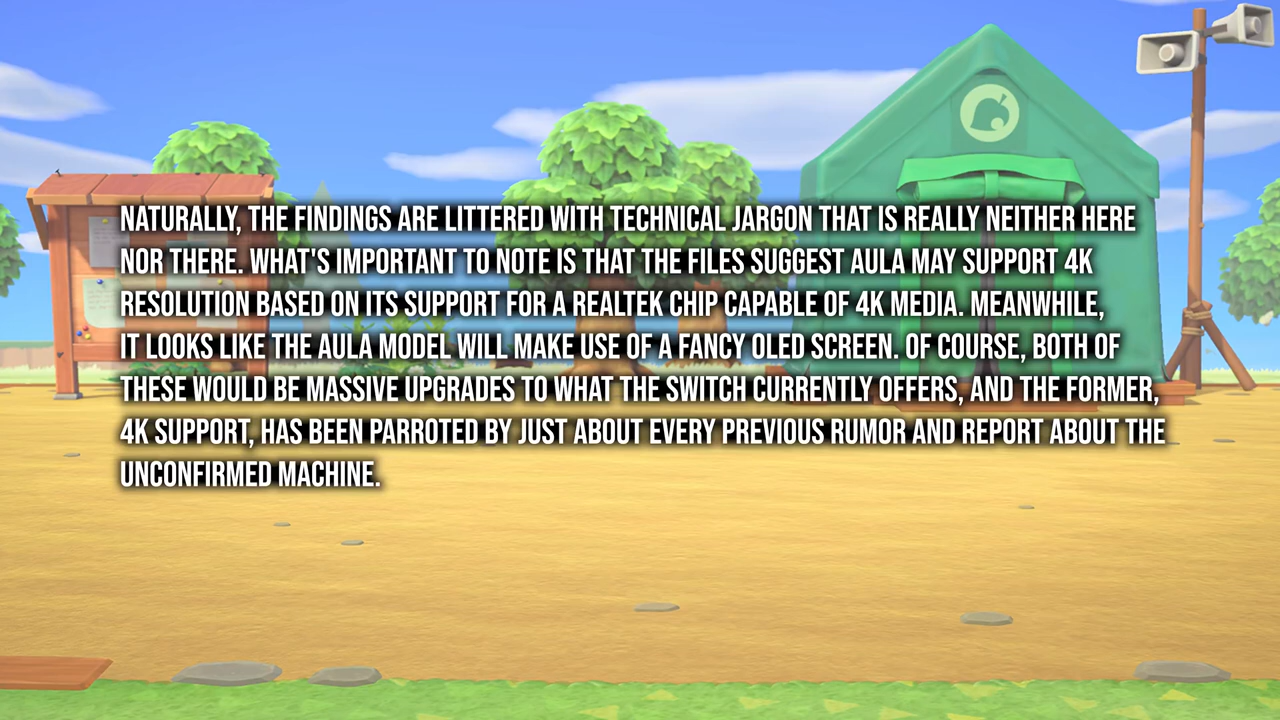 NATURALLY, THE FINDINGS ARE LITTERED WITH TECHNICAL JARGON THAT IS REALLY NEITHER HERE
NOR THERE. WHAT'S IMPORTANT TO NOTE IS THAT THE FILES SUGGEST AULA MAY SUPPORT 4K
RESOLUTION BASED ON ITS SUPPORT FOR A REALTEK CHIP CAPABLE OF 4K MEDIA. MEANWHILE,
IT LOOKS LIKE THE AULA MODEL WILL MAKE USE OF A FANCY OLED SCREEN. OF COURSE, BOTH OF
THESE WOULD BE MASSIVE UPGRADES TO WHAT THE SWITCH CURRENTLY OFFERS, AND THE FORMER,
4K SUPPORT, HAS BEEN PARROTED BY JUST ABOUT EVERY PREVIOUS RUMOR AND REPORT ABOUT THE
UNCONFIRMED MACHINE.